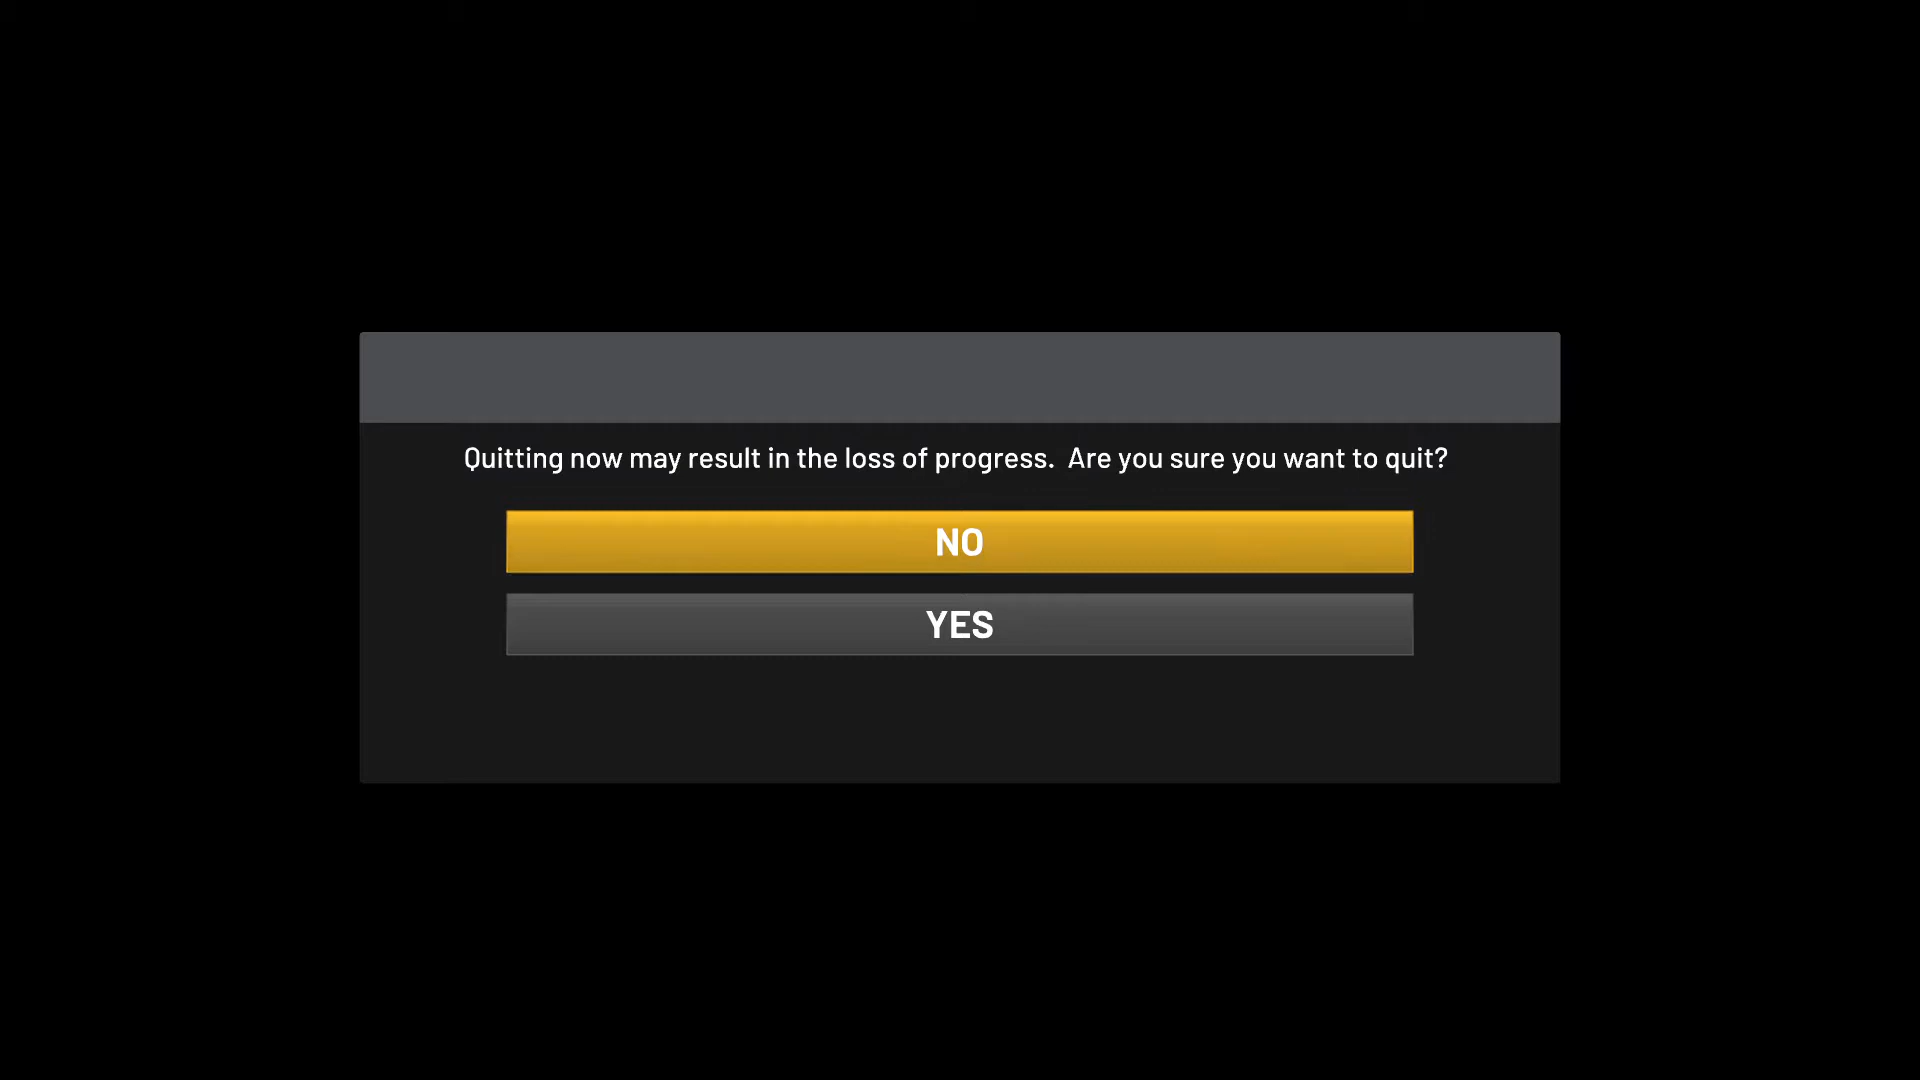 Quitting now may result in the loss of progress.  Are you sure you want to quit?
NO
YES